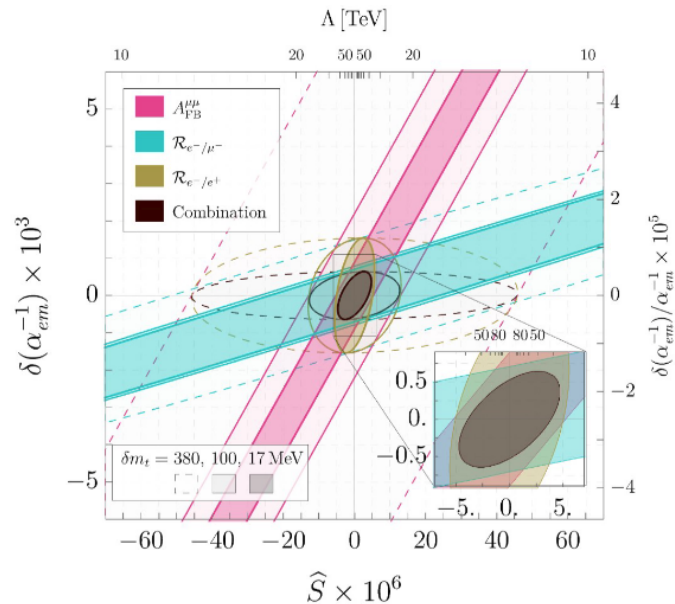 Λ [TeV]
10 20 50 50 20 10
5
0
−5
δ(α_em^{-1}) × 10^3
A_FB^{μμ}
R_{e−/μ−}
R_{e−/e+}
Combination
4
2
0
−2
−4
δ(α_em^{-1})/α_em^{-1} × 10^5
50 80 80 50
0.5
0.
−0.5
−5. 0. 5.
δm_t = 380, 100, 17 MeV
−60 −40 −20 0 20 40 60
Ŝ × 10^6